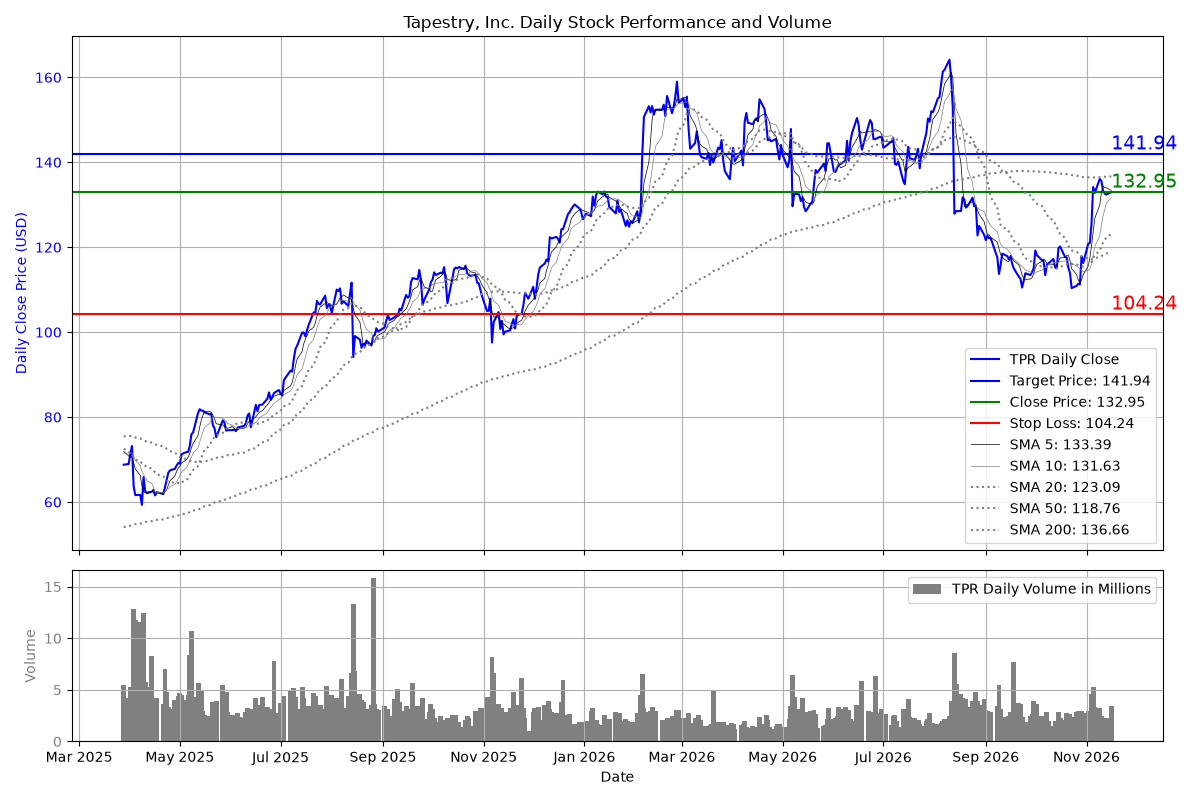 Tapestry, Inc. Daily Stock Performance and Volume
Daily Close Price (USD)
160
140
120
100
80
60
141.94
132.95
104.24
TPR Daily Close
Target Price: 141.94
Close Price: 132.95
Stop Loss: 104.24
SMA 5: 133.39
SMA 10: 131.63
SMA 20: 123.09
SMA 50: 118.76
SMA 200: 136.66
Volume
15
10
5
0
TPR Daily Volume in Millions
Mar 2025 May 2025 Jul 2025 Sep 2025 Nov 2025 Jan 2026 Mar 2026 May 2026 Jul 2026 Sep 2026 Nov 2026
Date